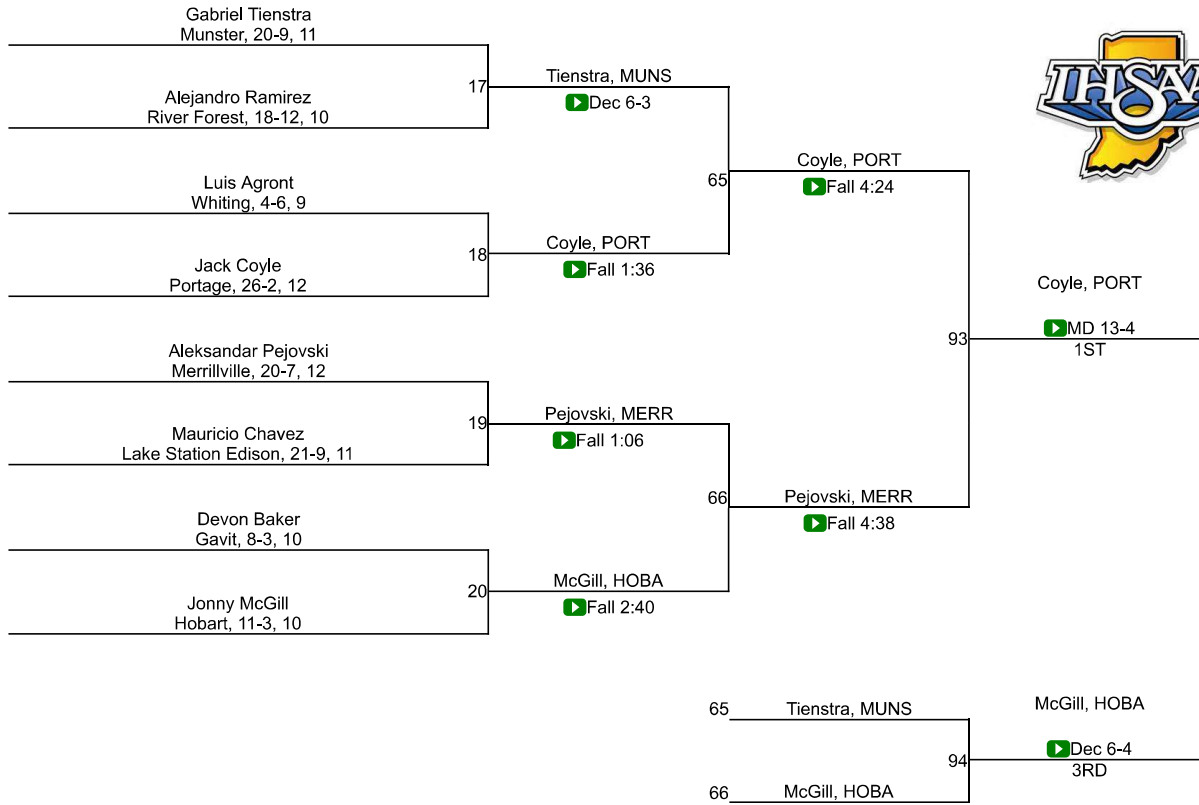 Gabriel Tienstra
Munster, 20-9, 11
17
Tienstra, MUNS
Dec 6-3
Alejandro Ramirez
River Forest, 18-12, 10
IHSAA
65
Coyle, PORT
Fall 4:24
Luis Agront
Whiting, 4-6, 9
18
Coyle, PORT
Fall 1:36
Jack Coyle
Portage, 26-2, 12
93
Coyle, PORT
MD 13-4
1ST
Aleksandar Pejovski
Merrillville, 20-7, 12
19
Pejovski, MERR
Fall 1:06
Mauricio Chavez
Lake Station Edison, 21-9, 11
66
Pejovski, MERR
Fall 4:38
Devon Baker
Gavit, 8-3, 10
20
McGill, HOBA
Fall 2:40
Jonny McGill
Hobart, 11-3, 10
65
Tienstra, MUNS
94
McGill, HOBA
Dec 6-4
3RD
66
McGill, HOBA